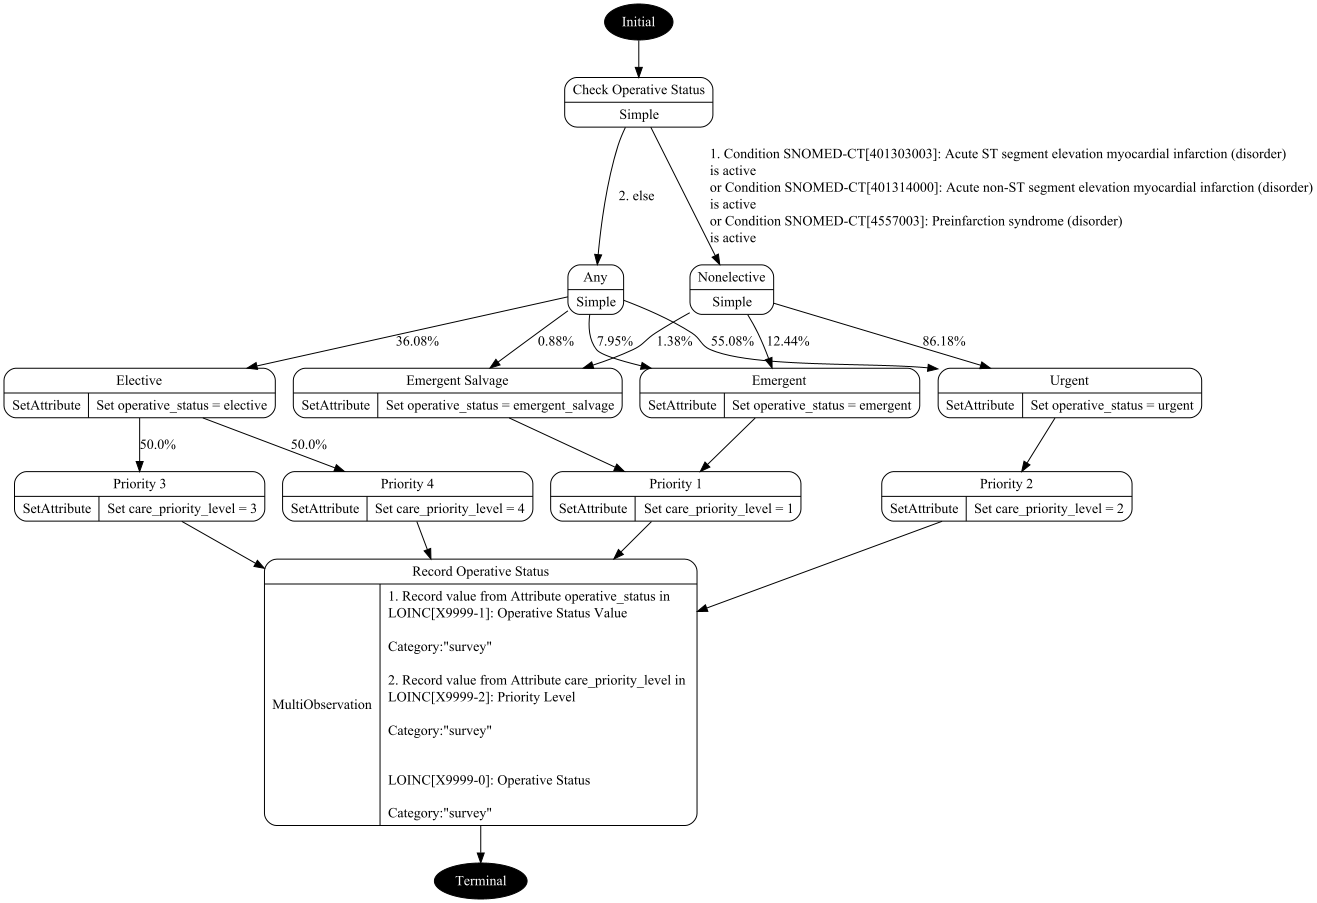 Initial
Check Operative Status
Simple
1. Condition SNOMED-CT[401303003]: Acute ST segment elevation myocardial infarction (disorder)
is active
or Condition SNOMED-CT[401314000]: Acute non-ST segment elevation myocardial infarction (disorder)
is active
or Condition SNOMED-CT[4557003]: Preinfarction syndrome (disorder)
is active
2. else
Any
Simple
Nonelective
Simple
36.08%
0.88%
7.95%
1.38%
55.08%
12.44%
86.18%
Elective
SetAttribute
Set operative_status = elective
Emergent Salvage
SetAttribute
Set operative_status = emergent_salvage
Emergent
SetAttribute
Set operative_status = emergent
Urgent
SetAttribute
Set operative_status = urgent
50.0%
50.0%
Priority 3
SetAttribute
Set care_priority_level = 3
Priority 4
SetAttribute
Set care_priority_level = 4
Priority 1
SetAttribute
Set care_priority_level = 1
Priority 2
SetAttribute
Set care_priority_level = 2
Record Operative Status
MultiObservation
1. Record value from Attribute operative_status in
LOINC[X9999-1]: Operative Status Value
Category:"survey"
2. Record value from Attribute care_priority_level in
LOINC[X9999-2]: Priority Level
Category:"survey"
LOINC[X9999-0]: Operative Status
Category:"survey"
Terminal